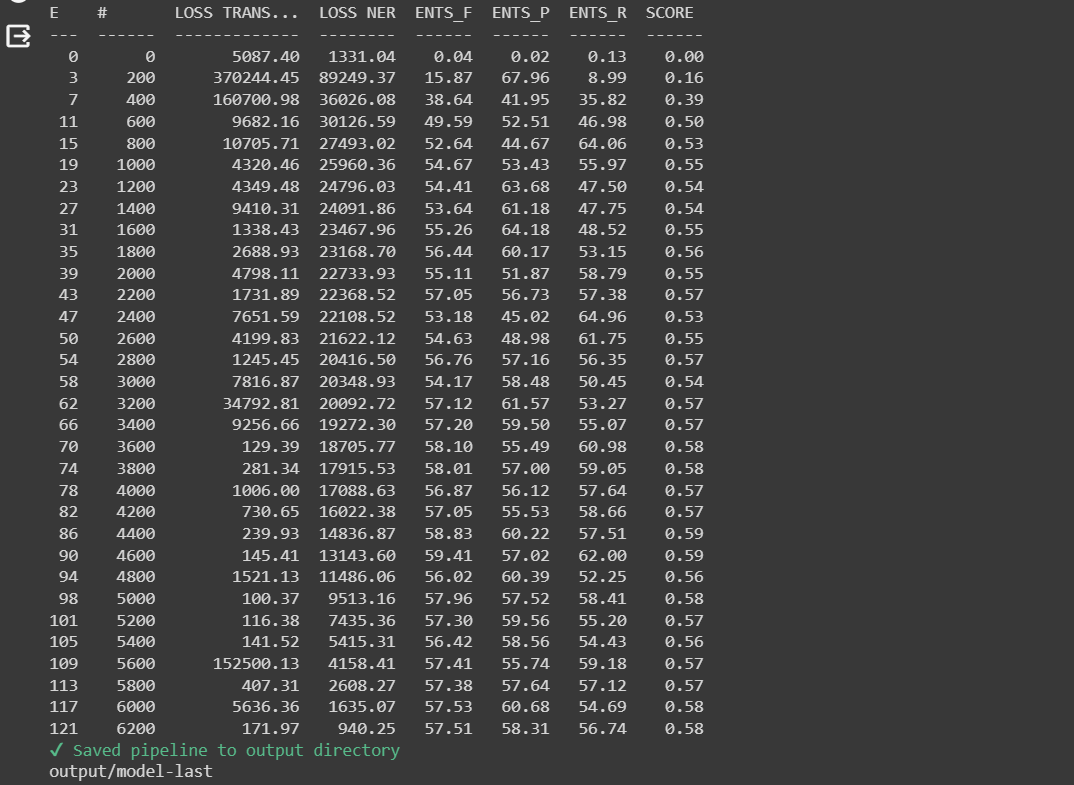 E # LOSS TRANS... LOSS NER ENTS_F ENTS_P ENTS_R SCORE
--- ------ ------------- -------- ------ ------ ------ ------
0 0 5087.40 1331.04 0.04 0.02 0.13 0.00
3 200 370244.45 89249.37 15.87 67.96 8.99 0.16
7 400 160700.98 36026.08 38.64 41.95 35.82 0.39
11 600 9682.16 30126.59 49.59 52.51 46.98 0.50
15 800 10705.71 27493.02 52.64 44.67 64.06 0.53
19 1000 4320.46 25960.36 54.67 53.43 55.97 0.55
23 1200 4349.48 24796.03 54.41 63.68 47.50 0.54
27 1400 9410.31 24091.86 53.64 61.18 47.75 0.54
31 1600 1338.43 23467.96 55.26 64.18 48.52 0.55
35 1800 2688.93 23168.70 56.44 60.17 53.15 0.56
39 2000 4798.11 22733.93 55.11 51.87 58.79 0.55
43 2200 1731.89 22368.52 57.05 56.73 57.38 0.57
47 2400 7651.59 22108.52 53.18 45.02 64.96 0.53
50 2600 4199.83 21622.12 54.63 48.98 61.75 0.55
54 2800 1245.45 20416.50 56.76 57.16 56.35 0.57
58 3000 7816.87 20348.93 54.17 58.48 50.45 0.54
62 3200 34792.81 20092.72 57.12 61.57 53.27 0.57
66 3400 9256.66 19272.30 57.20 59.50 55.07 0.57
70 3600 129.39 18705.77 58.10 55.49 60.98 0.58
74 3800 281.34 17915.53 58.01 57.00 59.05 0.58
78 4000 1006.00 17088.63 56.87 56.12 57.64 0.57
82 4200 730.65 16022.38 57.05 55.53 58.66 0.57
86 4400 239.93 14836.87 58.83 60.22 57.51 0.59
90 4600 145.41 13143.60 59.41 57.02 62.00 0.59
94 4800 1521.13 11486.06 56.02 60.39 52.25 0.56
98 5000 100.37 9513.16 57.96 57.52 58.41 0.58
101 5200 116.38 7435.36 57.30 59.56 55.20 0.57
105 5400 141.52 5415.31 56.42 58.56 54.43 0.56
109 5600 152500.13 4158.41 57.41 55.74 59.18 0.57
113 5800 407.31 2608.27 57.38 57.64 57.12 0.57
117 6000 5636.36 1635.07 57.53 60.68 54.69 0.58
121 6200 171.97 940.25 57.51 58.31 56.74 0.58
✔ Saved pipeline to output directory
output/model-last